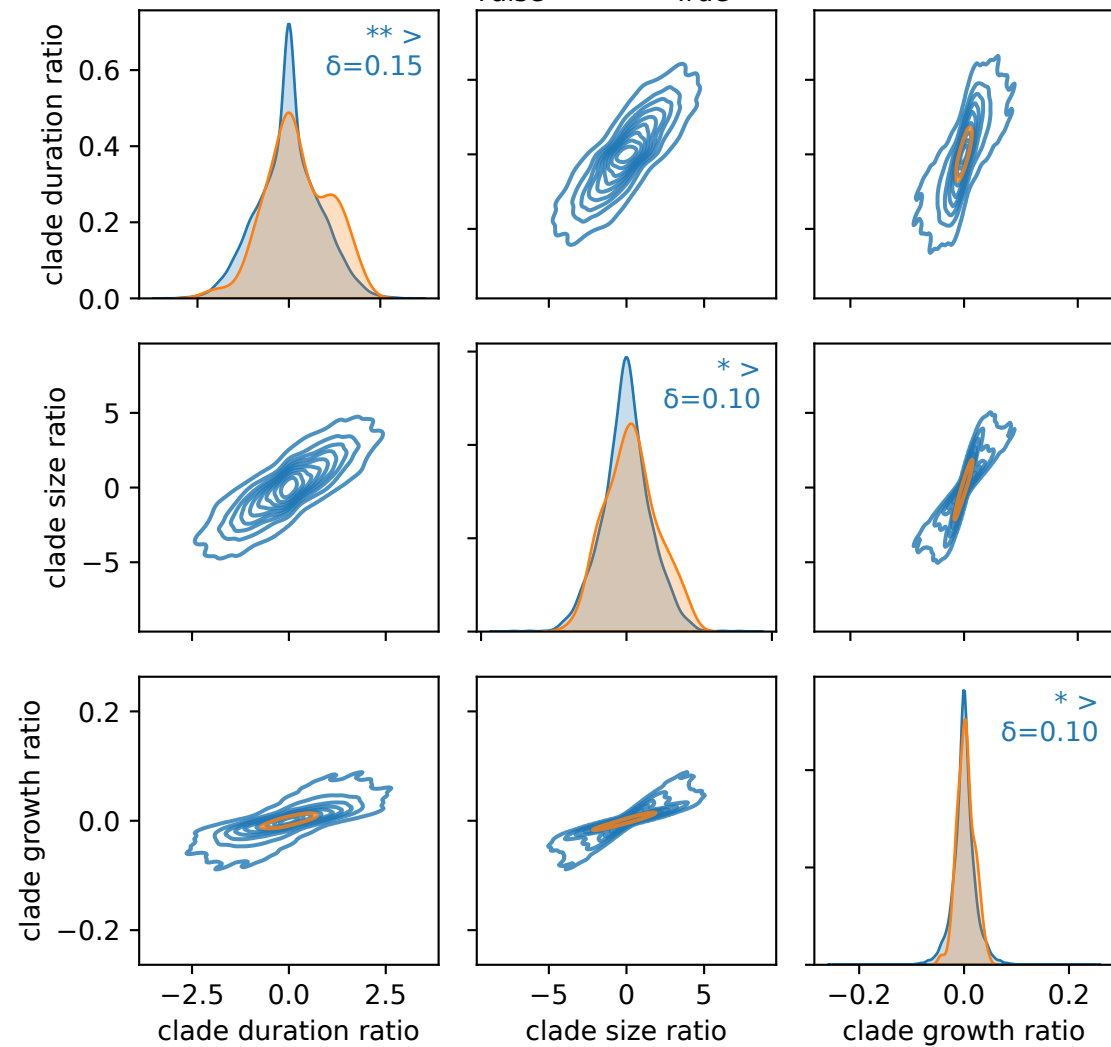 clade duration ratio
0.6
0.4
0.2
0.0
** >
δ=0.15
clade size ratio
5
0
−5
* >
δ=0.10
clade growth ratio
0.2
0.0
−0.2
* >
δ=0.10
−2.5 0.0 2.5
−5 0 5
−0.2 0.0 0.2
clade duration ratio
clade size ratio
clade growth ratio